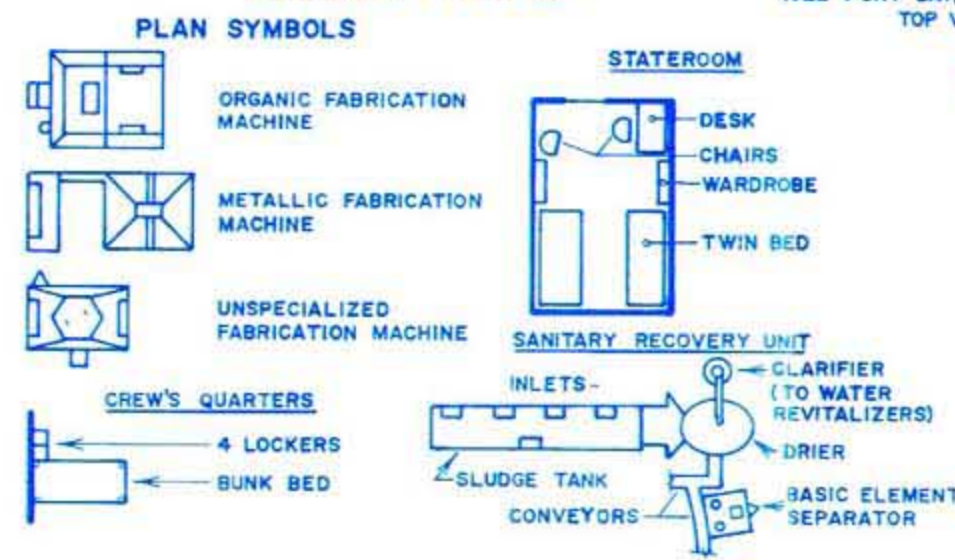 TOP
PLAN SYMBOLS
ORGANIC FABRICATION
MACHINE
METALLIC FABRICATION
MACHINE
UNSPECIALIZED
FABRICATION MACHINE
CREW'S QUARTERS
4 LOCKERS
BUNK BED
STATEROOM
DESK
CHAIRS
WARDROBE
TWIN BED
SANITARY RECOVERY UNIT
INLETS-
CLARIFIER
(TO WATER
REVITALIZERS)
DRIER
SLUDGE TANK
CONVEYORS
BASIC ELEMENT
SEPARATOR